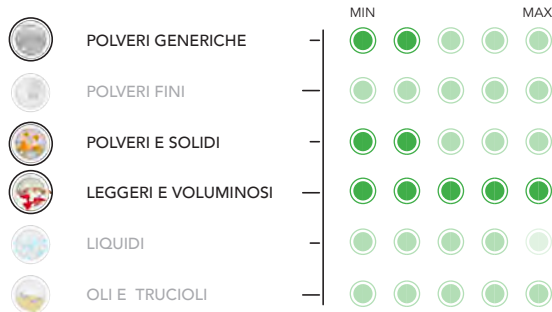 MIN MAX
POLVERI GENERICHE
POLVERI FINI
POLVERI E SOLIDI
LEGGERI E VOLUMINOSI
LIQUIDI
OLI E TRUCIOLI